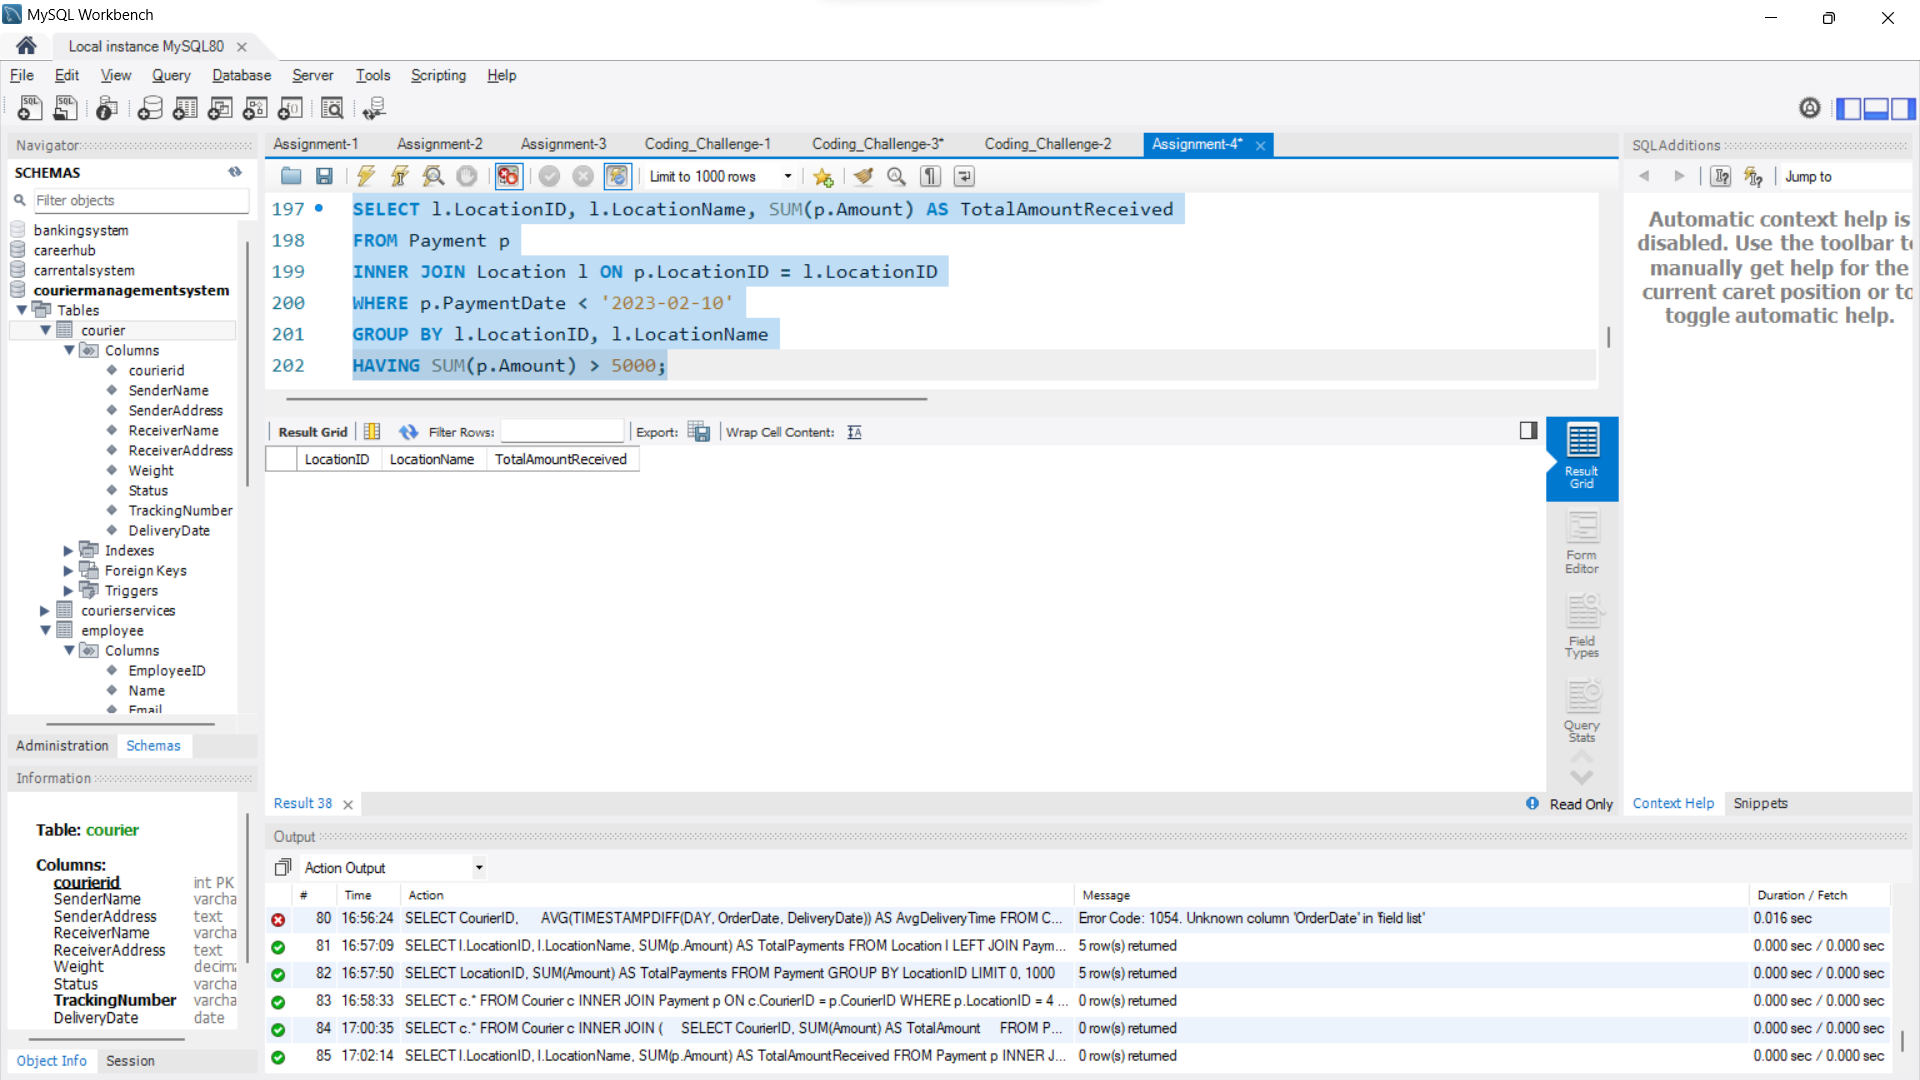 MySQL Workbench
Local instance MySQL80
File Edit View Query Database Server Tools Scripting Help
Navigator
SCHEMAS
Filter objects
bankingsystem
careerhub
carrentalsystem
couriermanagementsystem
Tables
courier
Columns
courierid
SenderName
SenderAddress
ReceiverName
ReceiverAddress
Weight
Status
TrackingNumber
DeliveryDate
Indexes
Foreign Keys
Triggers
courierservices
employee
Columns
EmployeeID
Name
Email
Administration Schemas
Information
Table: courier
Columns:
courierid int PK
SenderName varcha
SenderAddress text
ReceiverName varcha
ReceiverAddress text
Weight decima
Status varcha
TrackingNumber varcha
DeliveryDate date
Object Info Session
Assignment-1 Assignment-2 Assignment-3 Coding_Challenge-1 Coding_Challenge-3* Coding_Challenge-2 Assignment-4*
Limit to 1000 rows
197 SELECT l.LocationID, l.LocationName, SUM(p.Amount) AS TotalAmountReceived
198 FROM Payment p
199 INNER JOIN Location l ON p.LocationID = l.LocationID
200 WHERE p.PaymentDate < '2023-02-10'
201 GROUP BY l.LocationID, l.LocationName
202 HAVING SUM(p.Amount) > 5000;
Result Grid Filter Rows: Export: Wrap Cell Content:
LocationID LocationName TotalAmountReceived
Result Grid
Form Editor
Field Types
Query Stats
Result 38
Read Only
Output
Action Output
# Time Action Message Duration / Fetch
80 16:56:24 SELECT CourierID, AVG(TIMESTAMPDIFF(DAY, OrderDate, DeliveryDate)) AS AvgDeliveryTime FROM C... Error Code: 1054. Unknown column 'OrderDate' in 'field list' 0.016 sec
81 16:57:09 SELECT l.LocationID, l.LocationName, SUM(p.Amount) AS TotalPayments FROM Location l LEFT JOIN Paym... 5 row(s) returned 0.000 sec / 0.000 sec
82 16:57:50 SELECT LocationID, SUM(Amount) AS TotalPayments FROM Payment GROUP BY LocationID LIMIT 0, 1000 5 row(s) returned 0.000 sec / 0.000 sec
83 16:58:33 SELECT c.* FROM Courier c INNER JOIN Payment p ON c.CourierID = p.CourierID WHERE p.LocationID = 4 ... 0 row(s) returned 0.000 sec / 0.000 sec
84 17:00:35 SELECT c.* FROM Courier c INNER JOIN ( SELECT CourierID, SUM(Amount) AS TotalAmount FROM P... 0 row(s) returned 0.000 sec / 0.000 sec
85 17:02:14 SELECT l.LocationID, l.LocationName, SUM(p.Amount) AS TotalAmountReceived FROM Payment p INNER J... 0 row(s) returned 0.000 sec / 0.000 sec
SQLAdditions
Jump to
Automatic context help is
disabled. Use the toolbar to
manually get help for the
current caret position or to
toggle automatic help.
Context Help Snippets